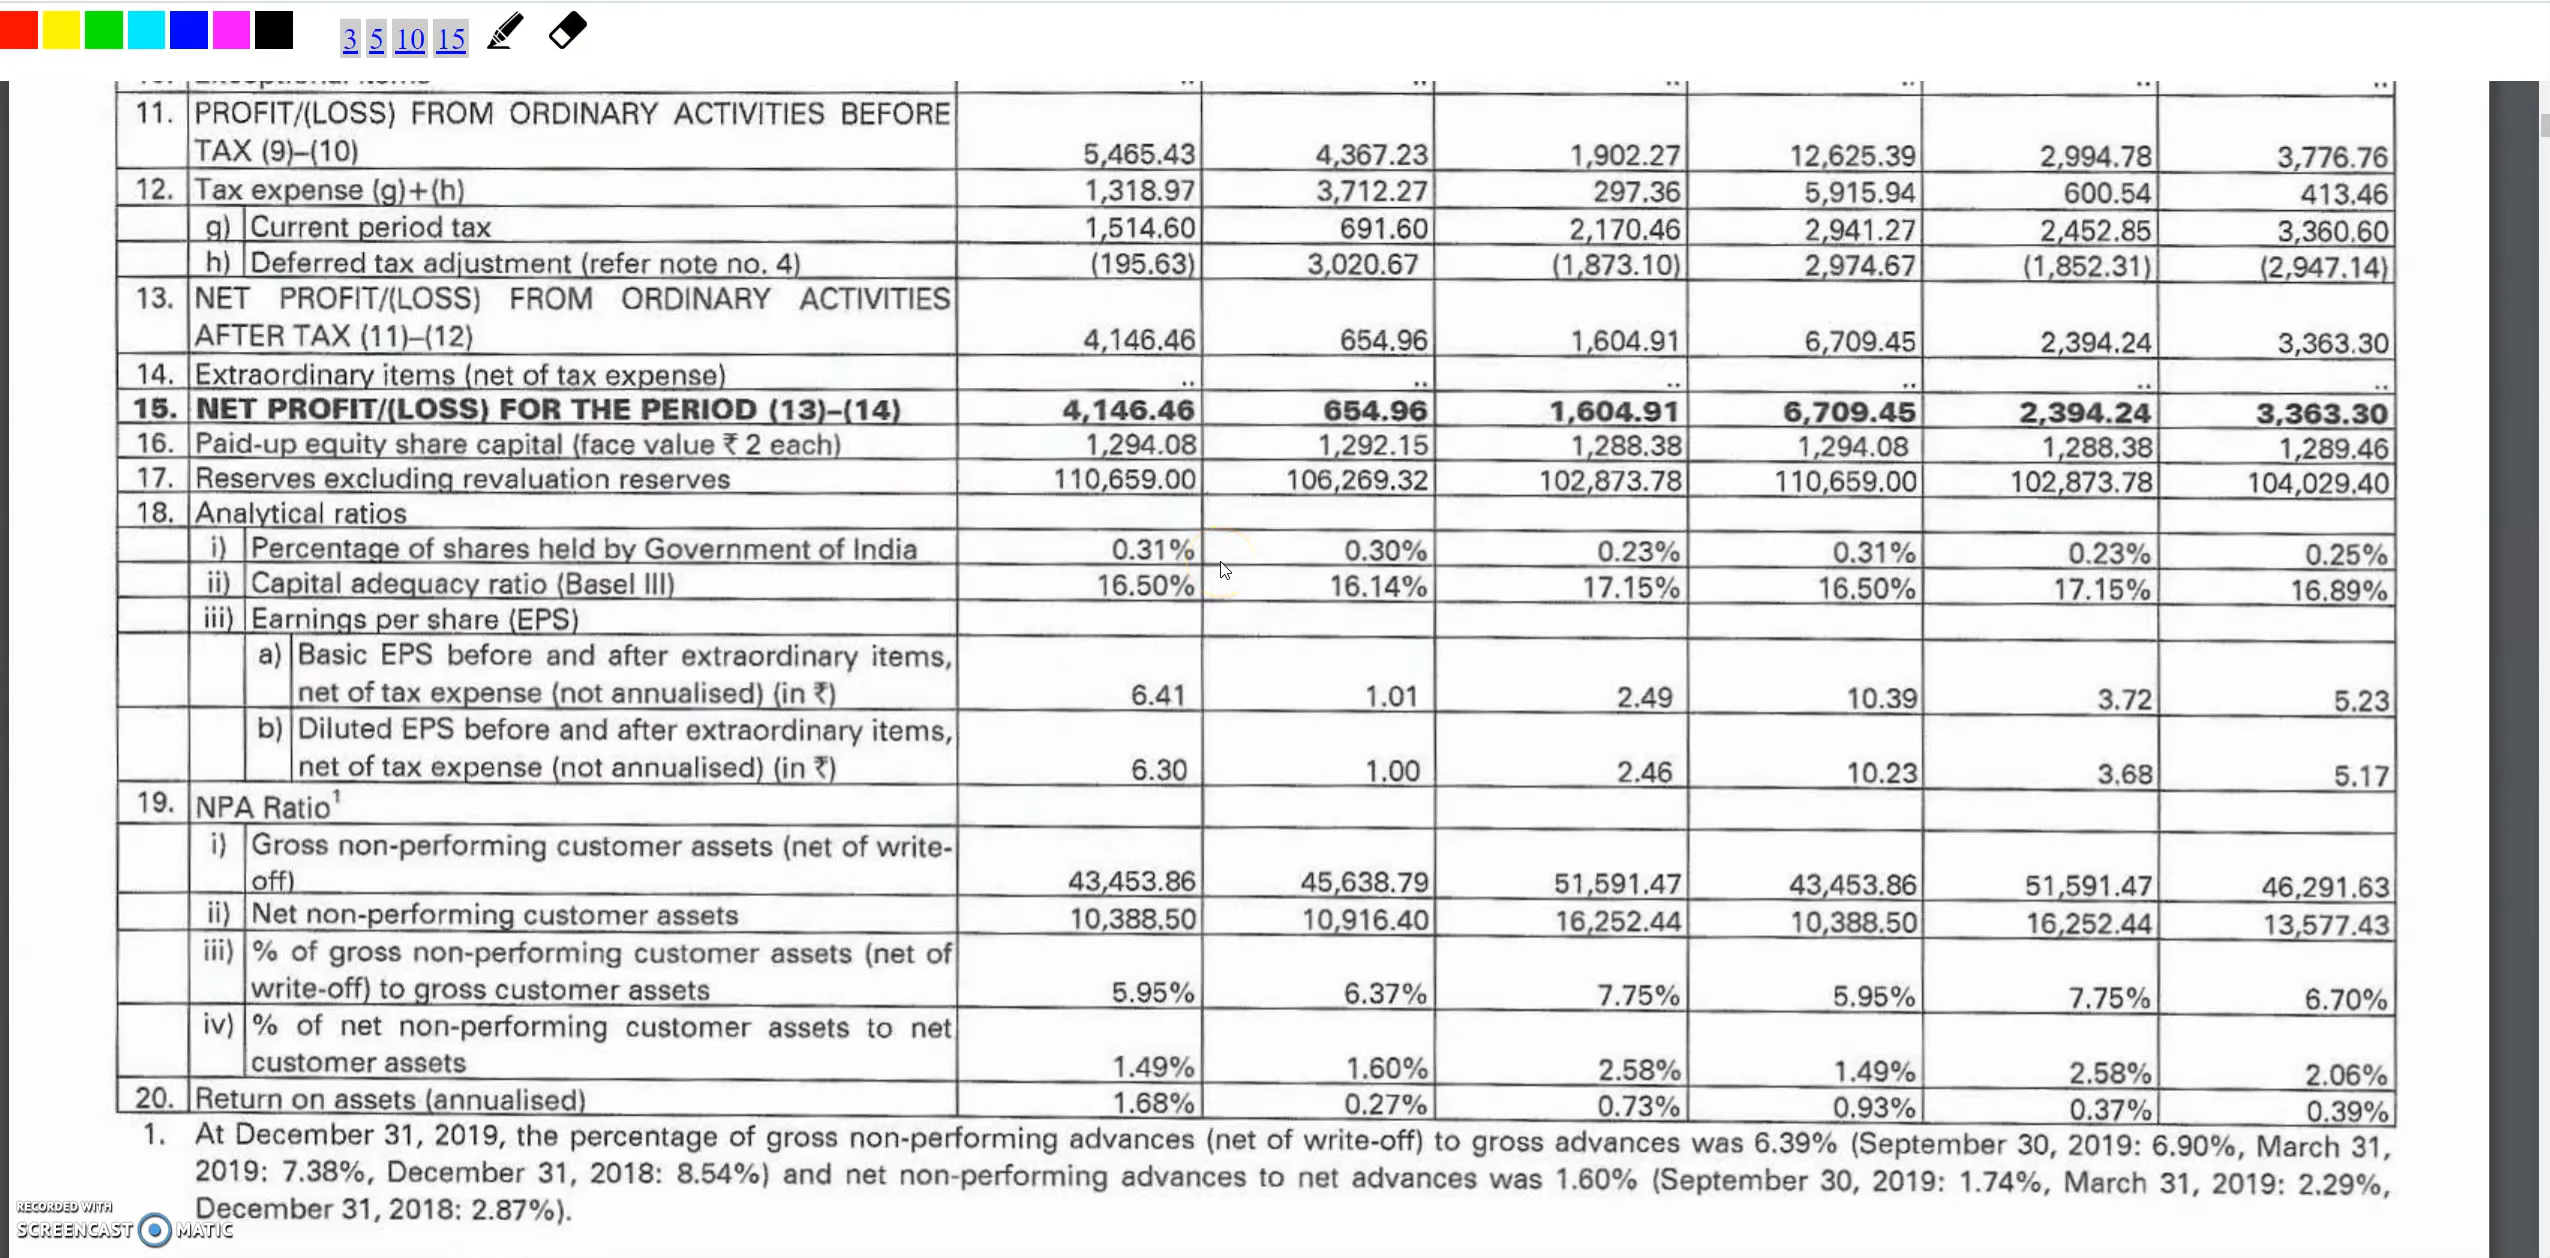 3 5 10 15
11. PROFIT/(LOSS) FROM ORDINARY ACTIVITIES BEFORE
TAX (9)–(10) 5,465.43 4,367.23 1,902.27 12,625.39 2,994.78 3,776.76
12. Tax expense (g)+(h) 1,318.97 3,712.27 297.36 5,915.94 600.54 413.46
g) Current period tax 1,514.60 691.60 2,170.46 2,941.27 2,452.85 3,360.60
h) Deferred tax adjustment (refer note no. 4) (195.63) 3,020.67 (1,873.10) 2,974.67 (1,852.31) (2,947.14)
13. NET PROFIT/(LOSS) FROM ORDINARY ACTIVITIES
AFTER TAX (11)–(12) 4,146.46 654.96 1,604.91 6,709.45 2,394.24 3,363.30
14. Extraordinary items (net of tax expense) .. .. .. .. .. ..
15. NET PROFIT/(LOSS) FOR THE PERIOD (13)–(14) 4,146.46 654.96 1,604.91 6,709.45 2,394.24 3,363.30
16. Paid-up equity share capital (face value ₹ 2 each) 1,294.08 1,292.15 1,288.38 1,294.08 1,288.38 1,289.46
17. Reserves excluding revaluation reserves 110,659.00 106,269.32 102,873.78 110,659.00 102,873.78 104,029.40
18. Analytical ratios
i) Percentage of shares held by Government of India 0.31% 0.30% 0.23% 0.31% 0.23% 0.25%
ii) Capital adequacy ratio (Basel III) 16.50% 16.14% 17.15% 16.50% 17.15% 16.89%
iii) Earnings per share (EPS)
a) Basic EPS before and after extraordinary items,
net of tax expense (not annualised) (in ₹) 6.41 1.01 2.49 10.39 3.72 5.23
b) Diluted EPS before and after extraordinary items,
net of tax expense (not annualised) (in ₹) 6.30 1.00 2.46 10.23 3.68 5.17
19. NPA Ratio¹
i) Gross non-performing customer assets (net of write-
off) 43,453.86 45,638.79 51,591.47 43,453.86 51,591.47 46,291.63
ii) Net non-performing customer assets 10,388.50 10,916.40 16,252.44 10,388.50 16,252.44 13,577.43
iii) % of gross non-performing customer assets (net of
write-off) to gross customer assets 5.95% 6.37% 7.75% 5.95% 7.75% 6.70%
iv) % of net non-performing customer assets to net
customer assets 1.49% 1.60% 2.58% 1.49% 2.58% 2.06%
20. Return on assets (annualised) 1.68% 0.27% 0.73% 0.93% 0.37% 0.39%
1. At December 31, 2019, the percentage of gross non-performing advances (net of write-off) to gross advances was 6.39% (September 30, 2019: 6.90%, March 31,
2019: 7.38%, December 31, 2018: 8.54%) and net non-performing advances to net advances was 1.60% (September 30, 2019: 1.74%, March 31, 2019: 2.29%,
December 31, 2018: 2.87%).
RECORDED WITH
SCREENCAST MATIC